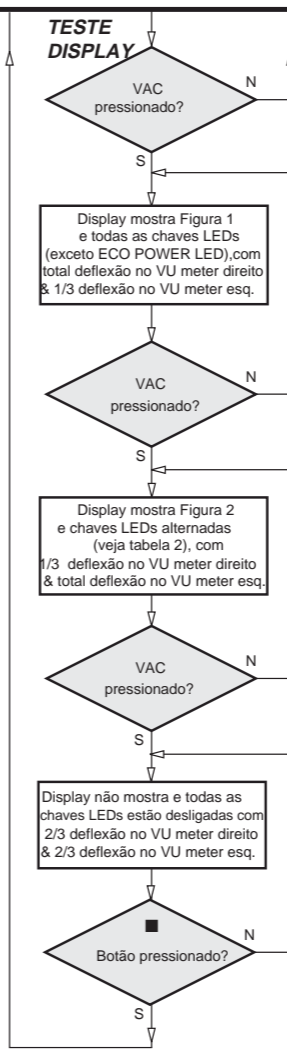 TESTE
DISPLAY
VAC
pressionado?
N
S
Display mostra Figura 1
e todas as chaves LEDs
(exceto ECO POWER LED),com
total deflexão no VU meter direito
& 1/3 deflexão no VU meter esq.
VAC
pressionado?
N
S
Display mostra Figura 2
e chaves LEDs alternadas
(veja tabela 2), com
1/3 deflexão no VU meter direito
& total deflexão no VU meter esq.
VAC
pressionado?
N
S
Display não mostra e todas as
chaves LEDs estão desligadas com
2/3 deflexão no VU meter direito
& 2/3 deflexão no VU meter esq.
■
Botão pressionado?
N
S